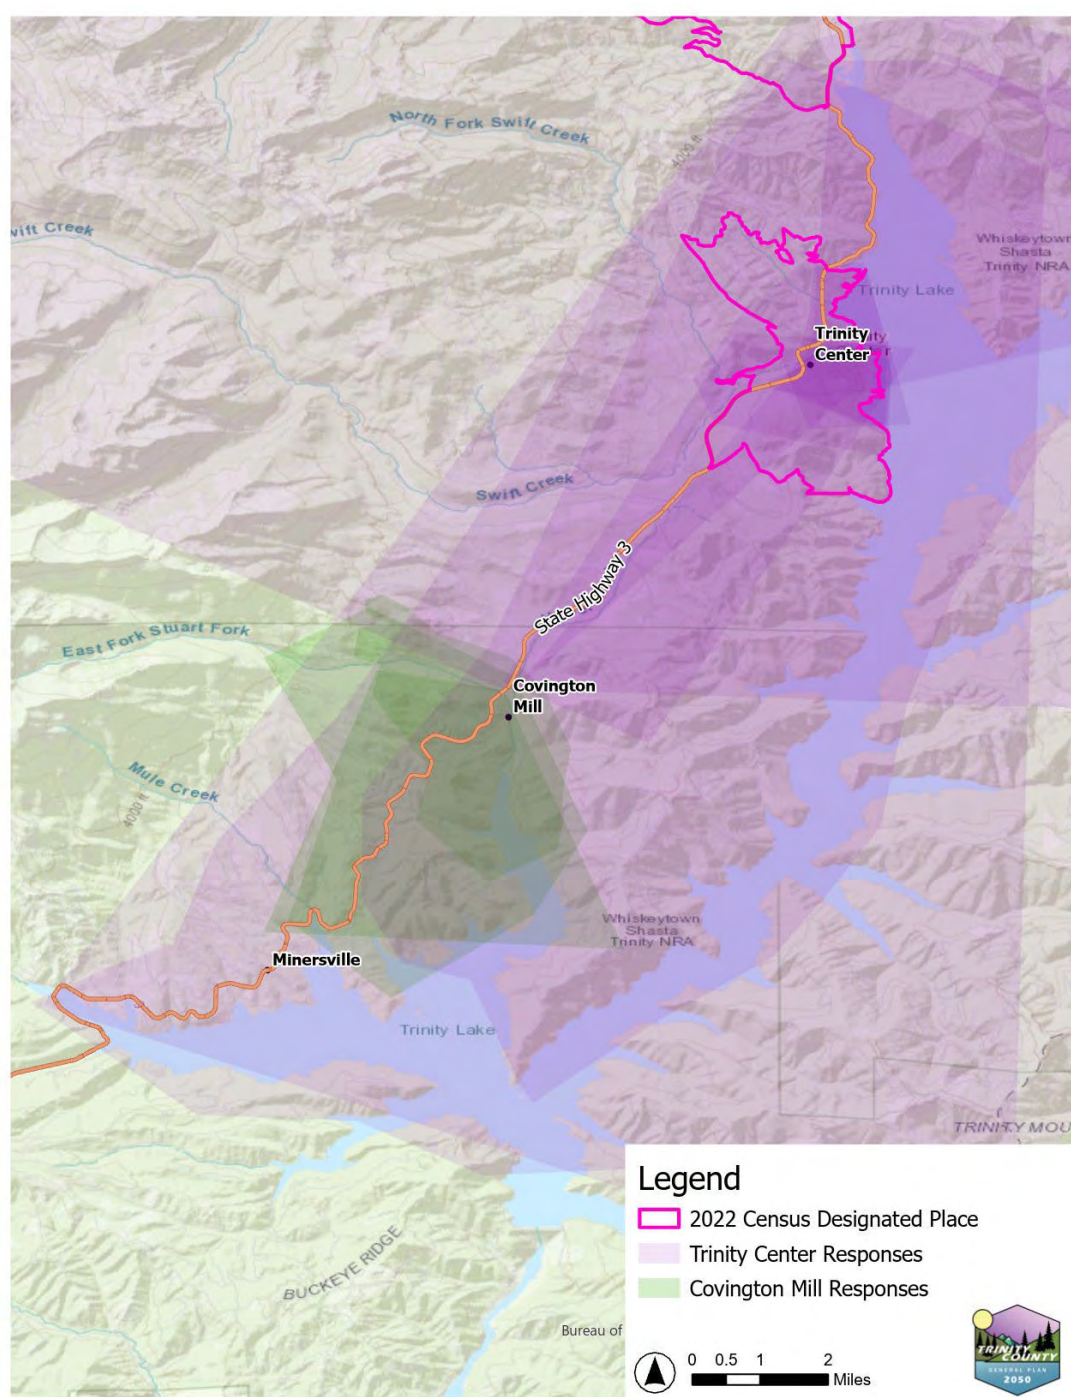 North Fork Swift Creek
4000 ft
wift Creek
Whiskeytown
Shasta
Trinity NRA
Trinity Lake
Trinity
Center
Swift Creek
State Highway 3
East Fork Stuart Fork
Covington
Mill
Mule Creek
4000 ft
Whiskeytown
Shasta
Trinity NRA
Minersville
Trinity Lake
TRINITY MOU
BUCKEYE RIDGE
Bureau of
Legend
2022 Census Designated Place
Trinity Center Responses
Covington Mill Responses
0 0.5 1 2
Miles
TRINITY
COUNTY
GENERAL PLAN
2050